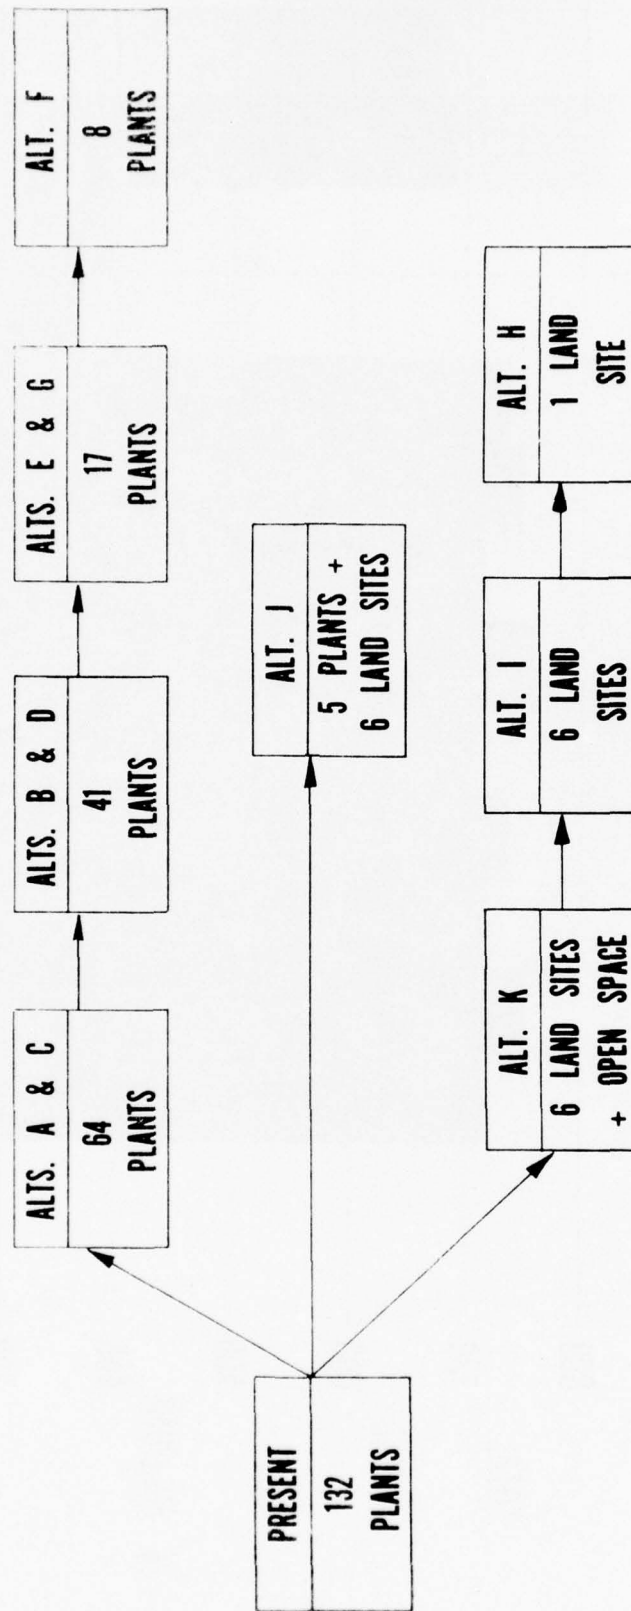 PRESENT
132
PLANTS
ALTS. A & C
64
PLANTS
ALTS. B & D
41
PLANTS
ALTS. E & G
17
PLANTS
ALT. F
8
PLANTS
ALT. J
5 PLANTS +
6 LAND SITES
ALT. K
6 LAND SITES
+ OPEN SPACE
ALT. I
6 LAND
SITES
ALT. H
1 LAND
SITE